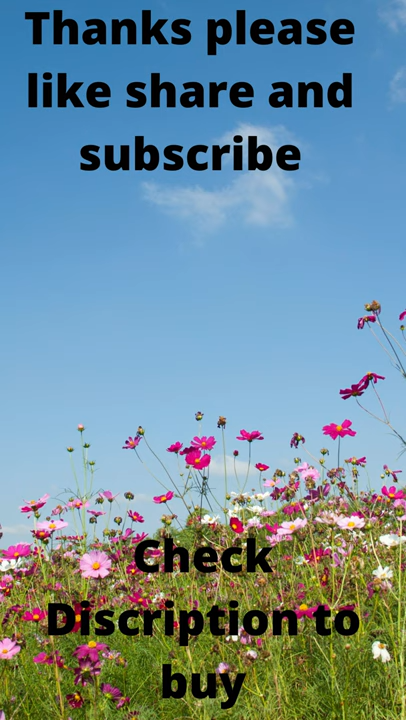 Thanks please
like share and
subscribe
Check
Discription to
buy